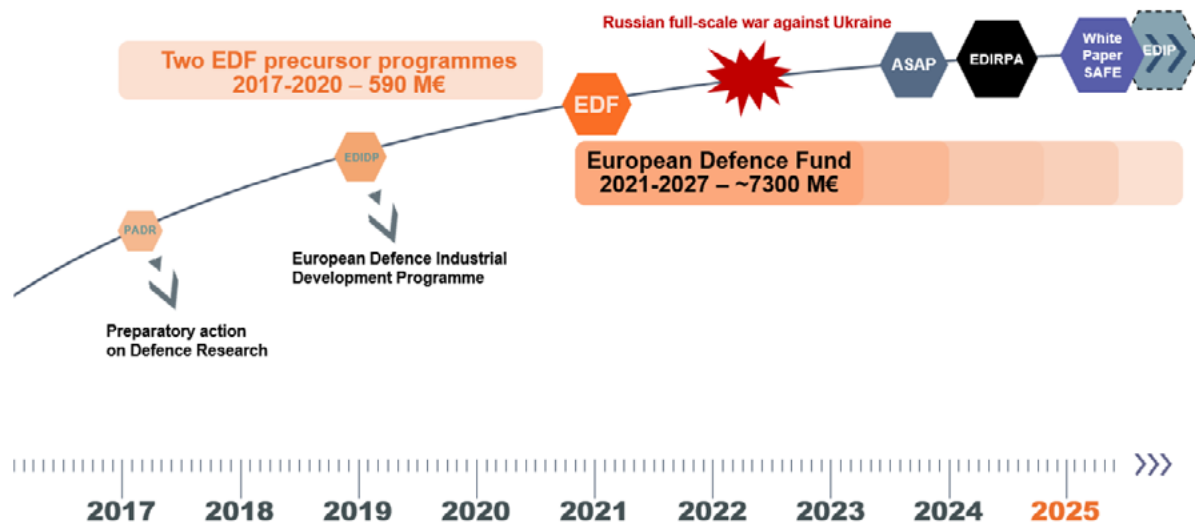 Russian full-scale war against Ukraine
Two EDF precursor programmes
2017-2020 – 590 M€
PADR
EDIDP
EDF
ASAP
EDIRPA
White
Paper
SAFE
EDIP
European Defence Fund
2021-2027 – ~7300 M€
European Defence Industrial
Development Programme
Preparatory action
on Defence Research
2017
2018
2019
2020
2021
2022
2023
2024
2025